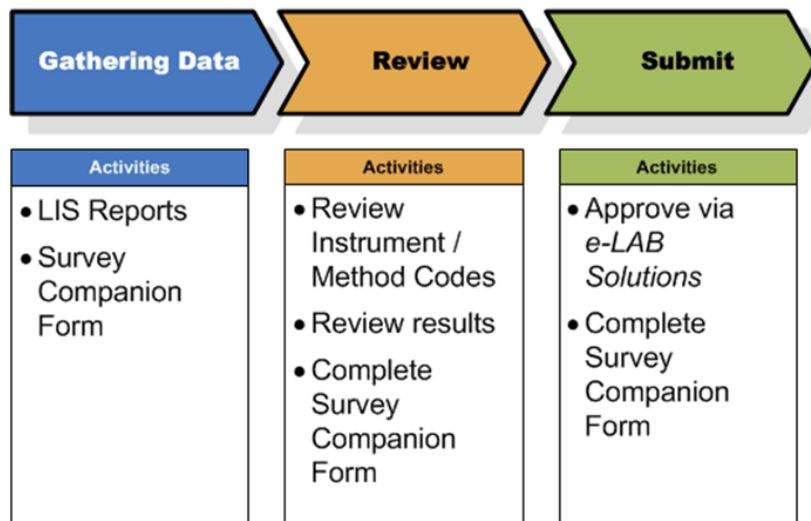 Gathering Data
Review
Submit
Activities
• LIS Reports
• Survey
Companion
Form
Activities
• Review
Instrument /
Method Codes
• Review results
• Complete
Survey
Companion
Form
Activities
• Approve via
e-LAB
Solutions
• Complete
Survey
Companion
Form